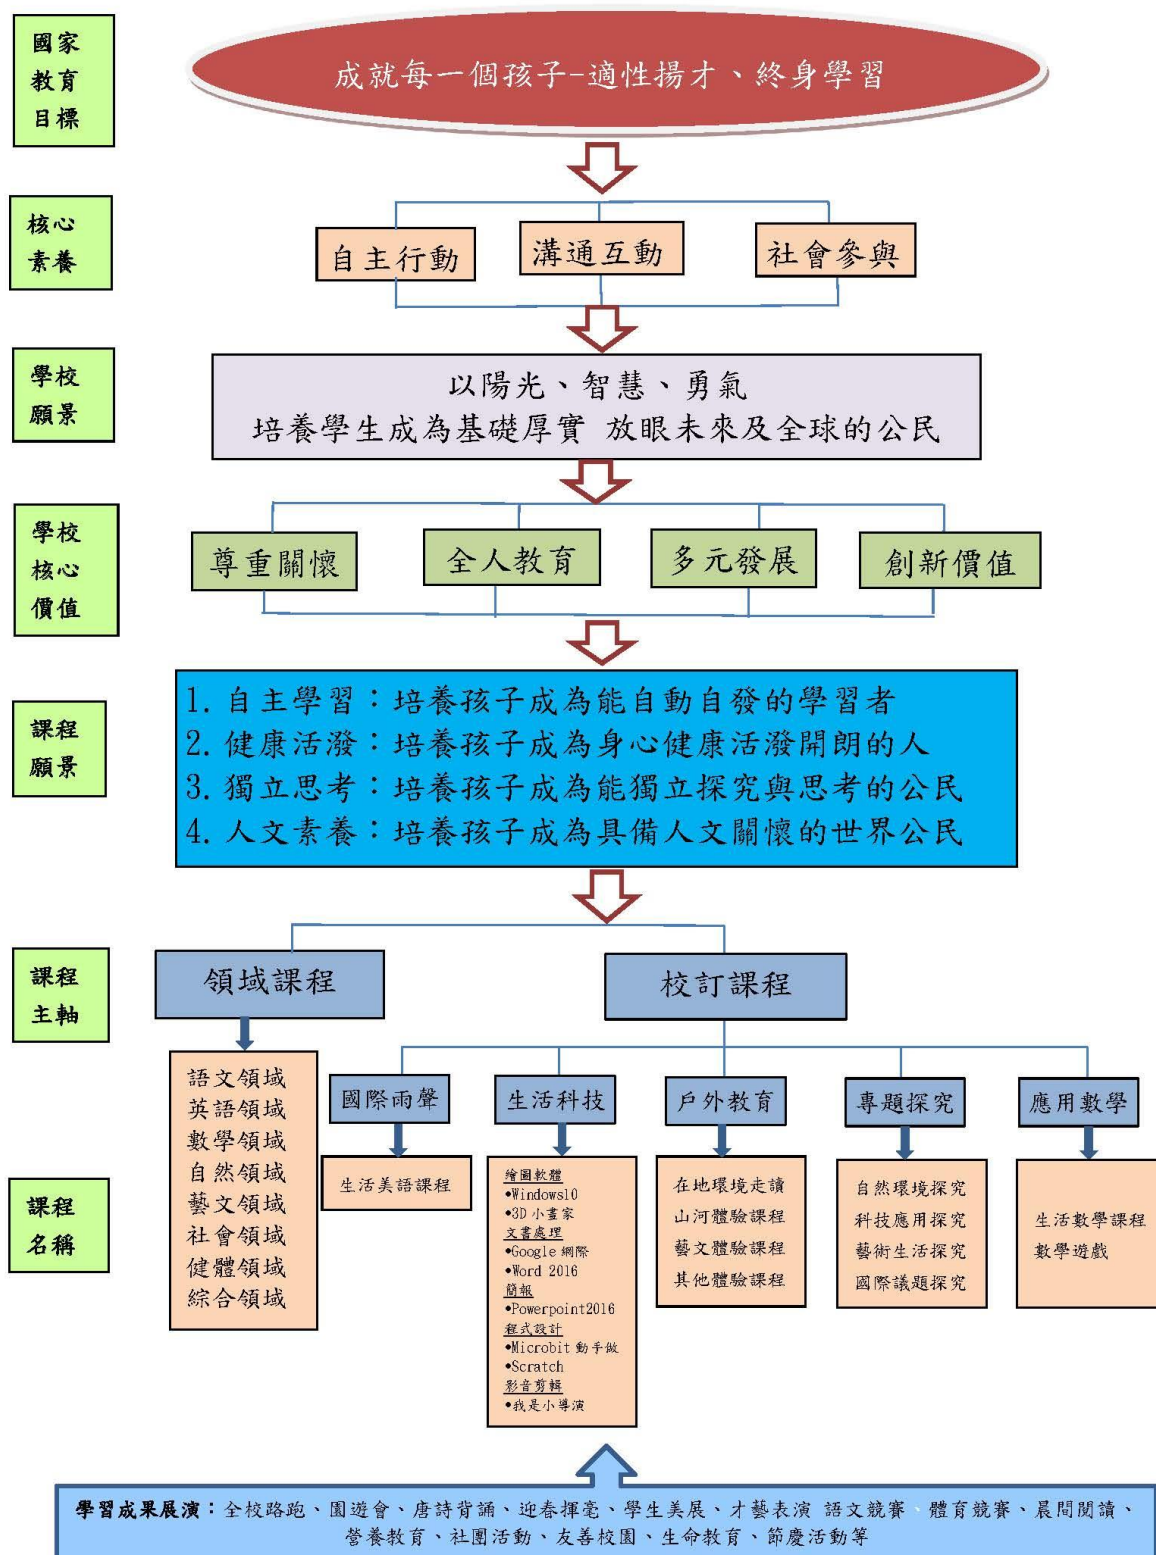 國家
教育
目標
成就每一個孩子-適性揚才、終身學習
核心
素養
自主行動
溝通互動
社會參與
學校
願景
以陽光、智慧、勇氣
培養學生成為基礎厚實 放眼未來及全球的公民
學校
核心
價值
尊重關懷
全人教育
多元發展
創新價值
課程
願景
1. 自主學習：培養孩子成為能自動自發的學習者
2. 健康活潑：培養孩子成為身心健康活潑開朗的人
3. 獨立思考：培養孩子成為能獨立探究與思考的公民
4. 人文素養：培養孩子成為具備人文關懷的世界公民
課程
主軸
領域課程
校訂課程
課程
名稱
語文領域
英語領域
數學領域
自然領域
藝文領域
社會領域
健體領域
綜合領域
國際雨聲
生活美語課程
生活科技
繪圖軟體
●Windows10
●3D 小畫家
文書處理
●Google 網際
●Word 2016
簡報
●Powerpoint2016
程式設計
●Microbit 動手做
●Scratch
影音剪輯
●我是小導演
戶外教育
在地環境走讀
山河體驗課程
藝文體驗課程
其他體驗課程
專題探究
自然環境探究
科技應用探究
藝術生活探究
國際議題探究
應用數學
生活數學課程
數學遊戲
學習成果展演：全校路跑、園遊會、唐詩背誦、迎春揮毫、學生美展、才藝表演 語文競賽、體育競賽、晨間閱讀、
營養教育、社團活動、友善校園、生命教育、節慶活動等